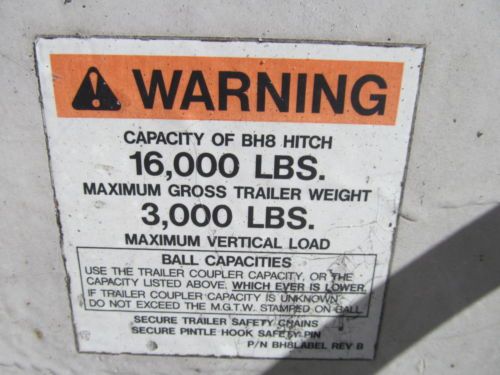 WARNING
CAPACITY OF BH8 HITCH
16,000 LBS.
MAXIMUM GROSS TRAILER WEIGHT
3,000 LBS.
MAXIMUM VERTICAL LOAD
BALL CAPACITIES
USE THE TRAILER COUPLER CAPACITY, OR THE
CAPACITY LISTED ABOVE, WHICH EVER IS LOWER.
IF TRAILER COUPLER CAPACITY IS UNKNOWN
DO NOT EXCEED THE M.G.T.W. STAMPED ON BALL
SECURE TRAILER SAFETY CHAINS
SECURE PINTLE HOOK SAFETY PIN
P/N BH8LABEL REV B